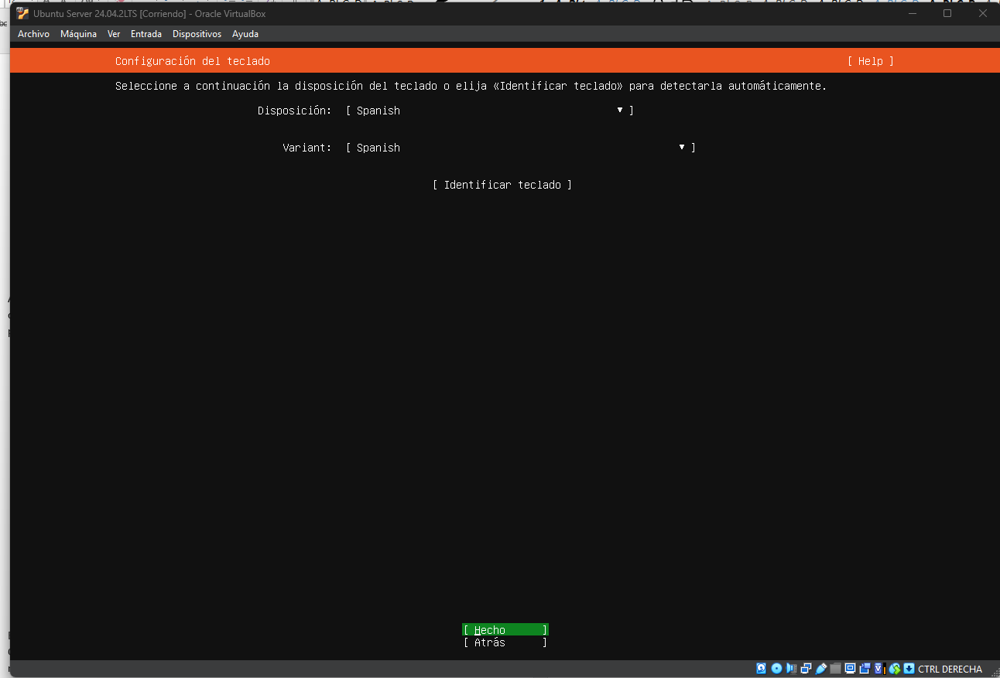 Ubuntu Server 24.04.2LTS [Corriendo] - Oracle VirtualBox
Archivo Máquina Ver Entrada Dispositivos Ayuda
Configuración del teclado [ Help ]
Seleccione a continuación la disposición del teclado o elija «Identificar teclado» para detectarla automáticamente.
Disposición: [ Spanish ▾ ]
Variant: [ Spanish ▾ ]
[ Identificar teclado ]
[ Hecho ]
[ Atrás ]
CTRL DERECHA